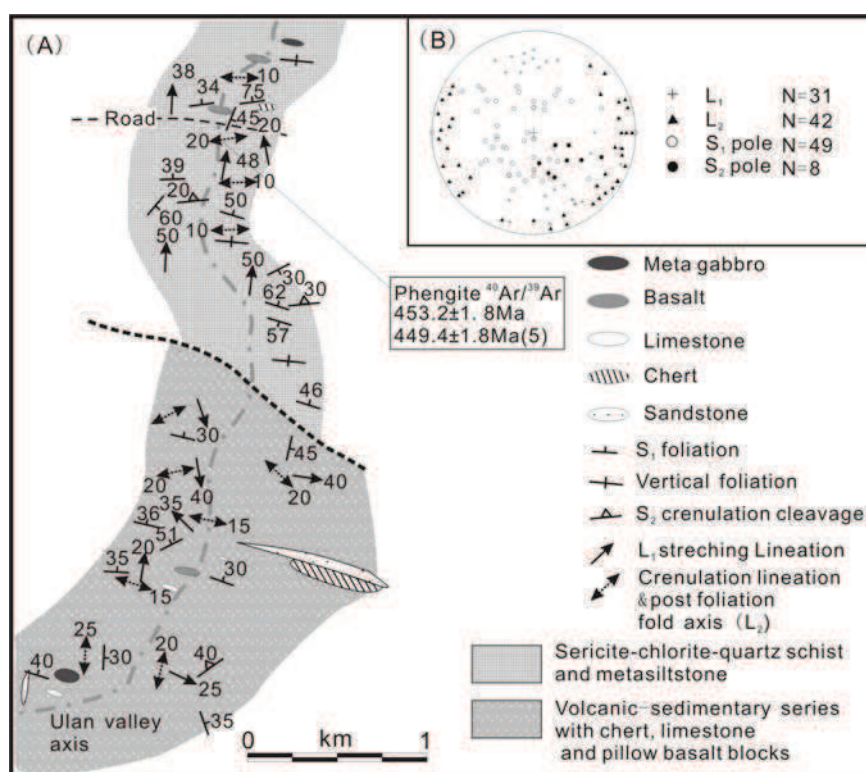 (A)
38
34
10
75
Road
45
20
20
39
48
20
10
60
50
10
50
50
30
62
30
57
46
30
45
20
40
20
40
35
36
15
51
20
35
30
15
25
30
20
40
40
25
35
Ulan valley
axis
km
0
1
Phengite ⁴⁰Ar/³⁹Ar
453.2±1.8Ma
449.4±1.8Ma(5)
(B)
L₁ N=31
L₂ N=42
S₁ pole N=49
S₂ pole N=8
Meta gabbro
Basalt
Limestone
Chert
Sandstone
S₁ foliation
Vertical foliation
S₂ crenulation cleavage
L₁ streching Lineation
Crenulation lineation
&post foliation
fold axis (L₂)
Sericite-chlorite-quartz schist
and metasiltstone
Volcanic-sedimentary series
with chert, limestone
and pillow basalt blocks